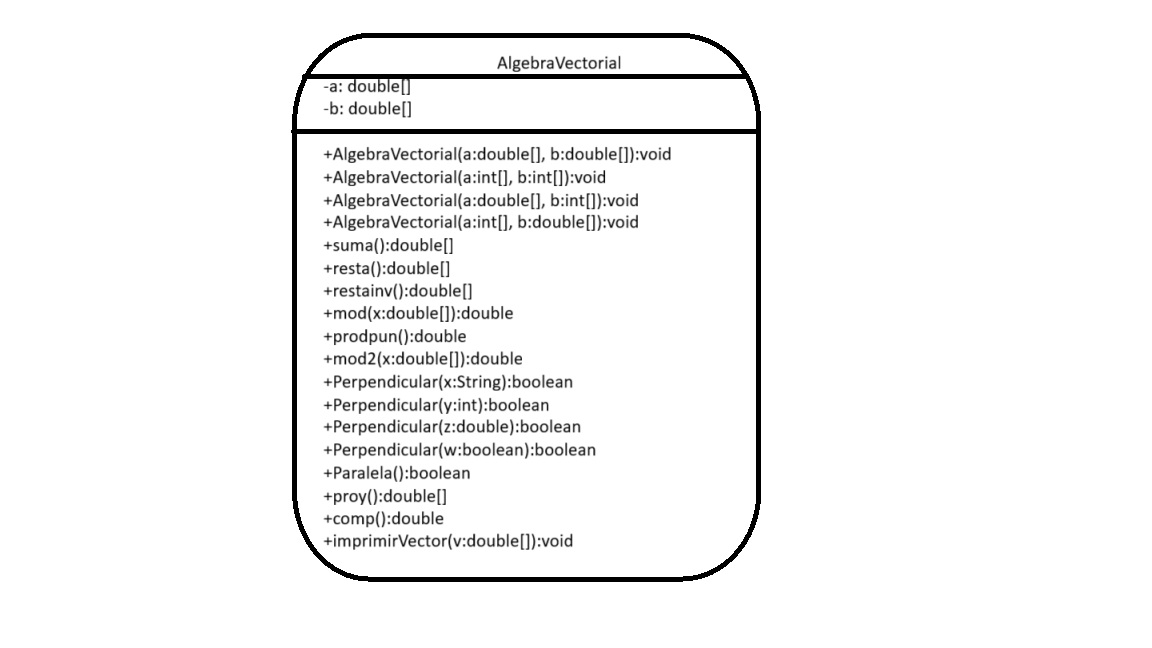 AlgebraVectorial
-a: double[]
-b: double[]
+AlgebraVectorial(a:double[], b:double[]):void
+AlgebraVectorial(a:int[], b:int[]):void
+AlgebraVectorial(a:double[], b:int[]):void
+AlgebraVectorial(a:int[], b:double[]):void
+suma():double[]
+resta():double[]
+restainv():double[]
+mod(x:double[]):double
+prodpun():double
+mod2(x:double[]):double
+Perpendicular(x:String):boolean
+Perpendicular(y:int):boolean
+Perpendicular(z:double):boolean
+Perpendicular(w:boolean):boolean
+Paralela():boolean
+proy():double[]
+comp():double
+imprimirVector(v:double[]):void